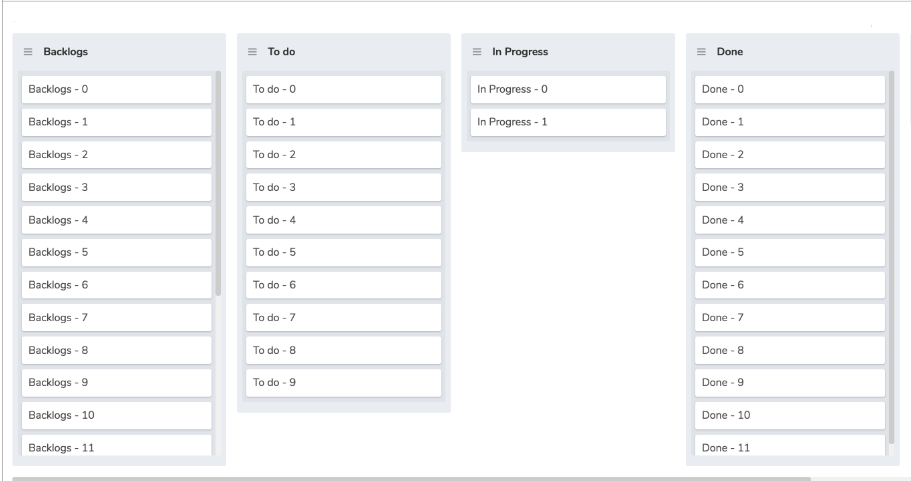 Backlogs
Backlogs - 0
Backlogs - 1
Backlogs - 2
Backlogs - 3
Backlogs - 4
Backlogs - 5
Backlogs - 6
Backlogs - 7
Backlogs - 8
Backlogs - 9
Backlogs - 10
Backlogs - 11
To do
To do - 0
To do - 1
To do - 2
To do - 3
To do - 4
To do - 5
To do - 6
To do - 7
To do - 8
To do - 9
In Progress
In Progress - 0
In Progress - 1
Done
Done - 0
Done - 1
Done - 2
Done - 3
Done - 4
Done - 5
Done - 6
Done - 7
Done - 8
Done - 9
Done - 10
Done - 11